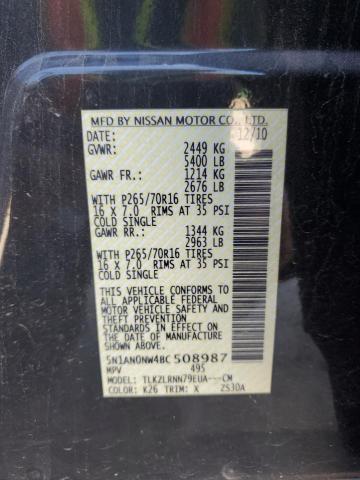 MFD BY NISSAN MOTOR CO., LTD.
DATE: 12/10
GVWR: 2449 KG
5400 LB
GAWR FR.: 1214 KG
2676 LB
WITH P265/70R16 TIRES
16 X 7.0 RIMS AT 35 PSI
COLD SINGLE
GAWR RR.: 1344 KG
2963 LB
WITH P265/70R16 TIRES
16 X 7.0 RIMS AT 35 PSI
COLD SINGLE
THIS VEHICLE CONFORMS TO ALL
APPLICABLE FEDERAL MOTOR
VEHICLE SAFETY AND THEFT PREVENTION
STANDARDS IN EFFECT ON THE
DATE OF MANUFACTURE SHOWN ABOVE.
5N1AN0NW4BC508987
MPV 495
MODEL: TLKZLRNN79EUA---CM
COLOR: K26 TRIM: X ZS30A